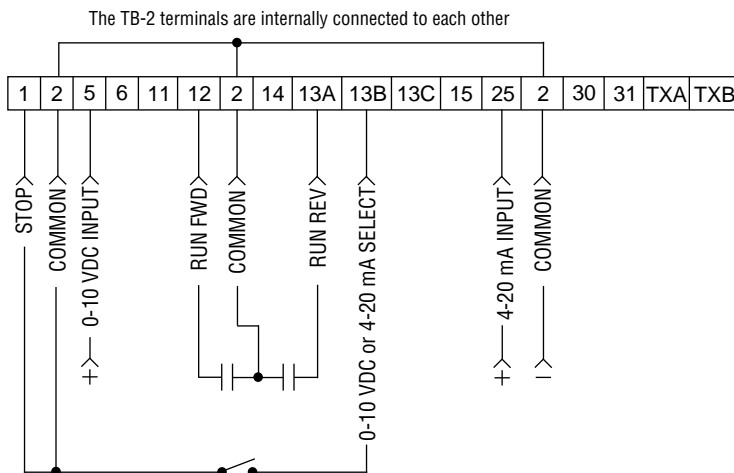 The TB-2 terminals are internally connected to each other
1 2 5 6 11 12 2 14 13A 13B 13C 15 25 2 30 31 TXA TXB
STOP
COMMON
0-10 VDC INPUT
RUN FWD
COMMON
RUN REV
0-10 VDC or 4-20 mA SELECT
4-20 mA INPUT
COMMON
+
+
−